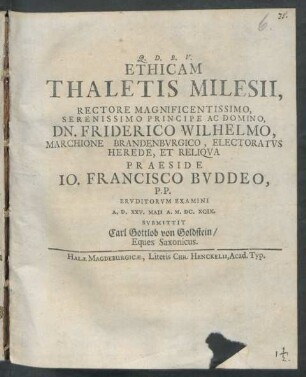 Q. D. B. V.
ETHICAM
THALETIS MILESII,
RECTORE MAGNIFICENTISSIMO,
SERENISSIMO PRINCIPE AC DOMINO,
DN. FRIDERICO WILHELMO,
MARCHIONE BRANDENBVRGICO, ELECTORATVS
HEREDE, ET RELIQVA
PRAESIDE
IO. FRANCISCO BVDDEO,
P. P.
ERVDITORVM EXAMINI
A. D. XXV. MAII A. M. DC. XCIX.
SVBMITTIT
Carl Gottlob von Goldstein/
Eques Saxonicus.
HALÆ MAGDEBURGICÆ, Literis CHR. HENCKELII, Acad. Typ.